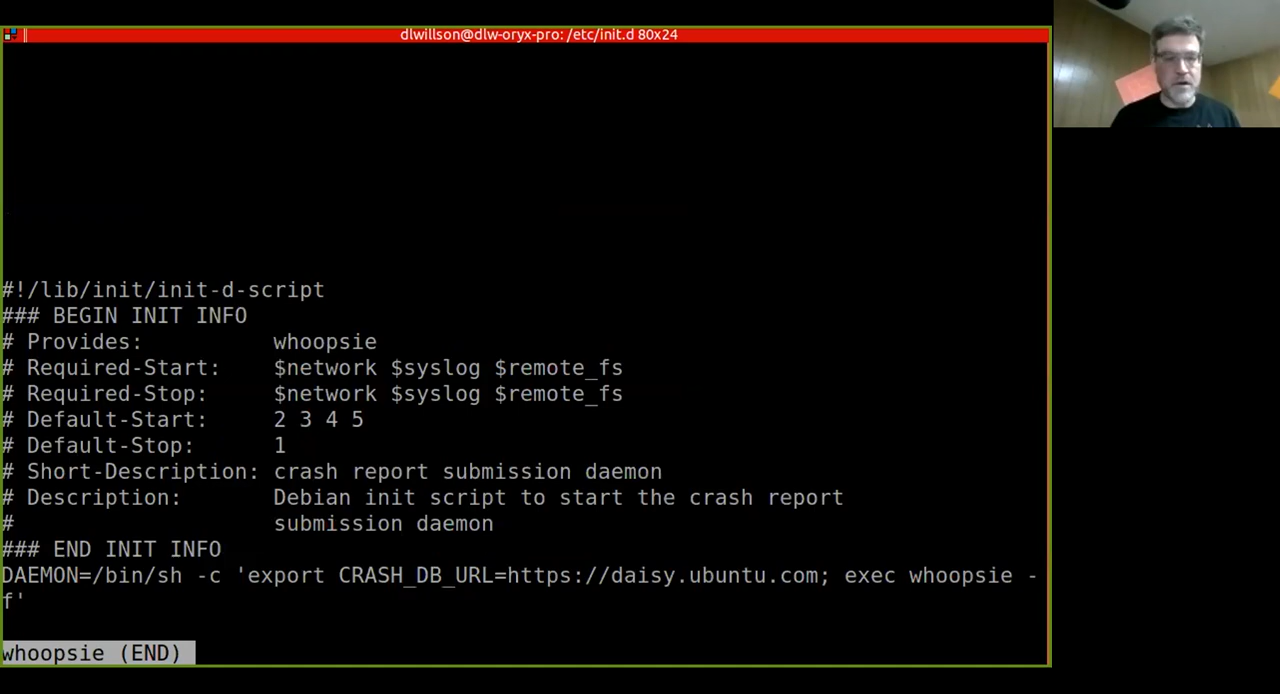 dlwillson@dlw-oryx-pro: /etc/init.d 80x24
#!/lib/init/init-d-script
### BEGIN INIT INFO
# Provides:          whoopsie
# Required-Start:    $network $syslog $remote_fs
# Required-Stop:     $network $syslog $remote_fs
# Default-Start:     2 3 4 5
# Default-Stop:      1
# Short-Description: crash report submission daemon
# Description:       Debian init script to start the crash report
#                    submission daemon
### END INIT INFO
DAEMON=/bin/sh -c 'export CRASH_DB_URL=https://daisy.ubuntu.com; exec whoopsie -
f'
whoopsie (END)